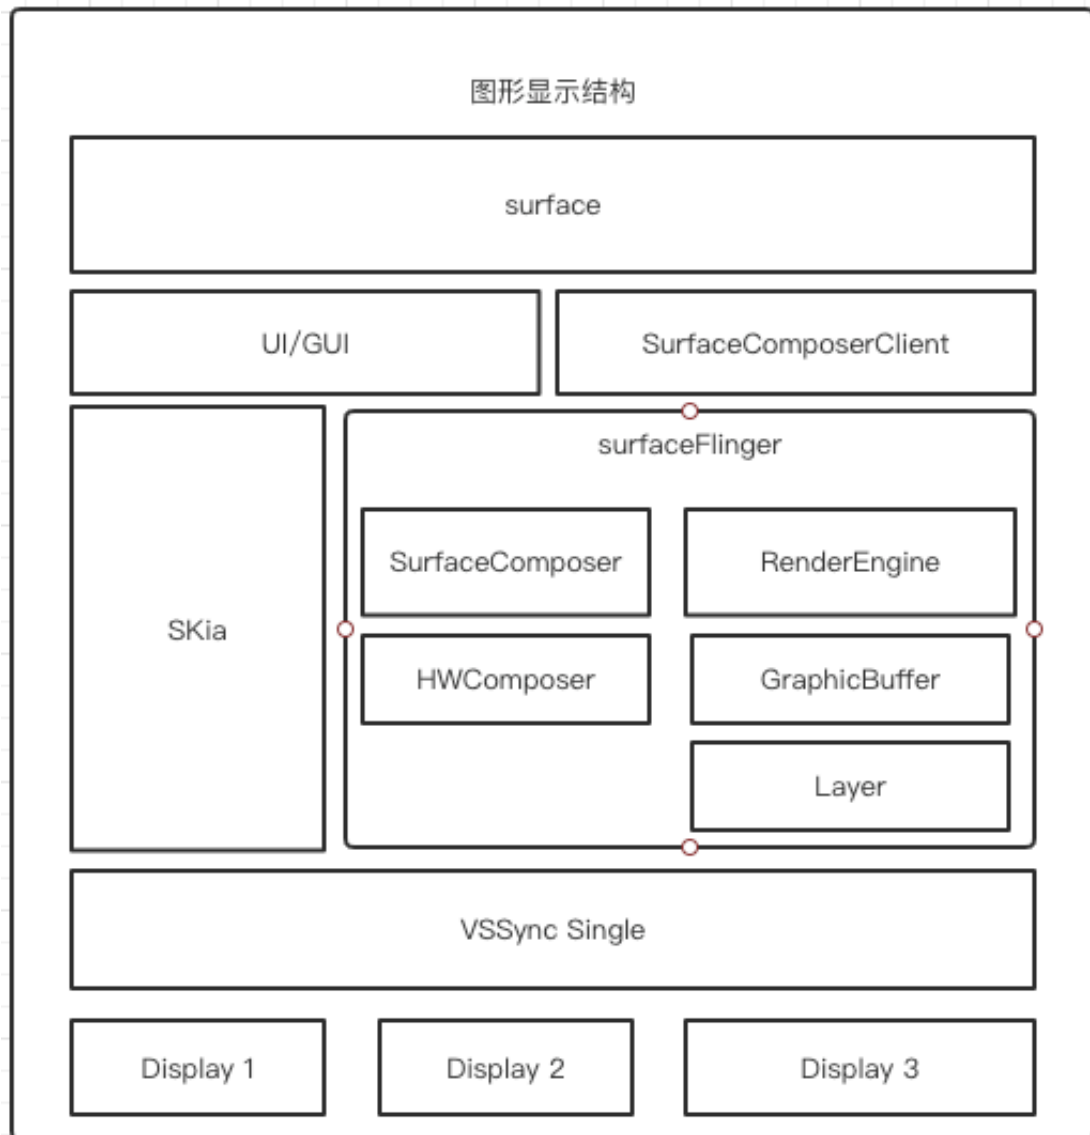 图形显示结构
surface
UI/GUI
SurfaceComposerClient
surfaceFlinger
SurfaceComposer
RenderEngine
SKia
HWComposer
GraphicBuffer
Layer
VSSync Single
Display 1
Display 2
Display 3